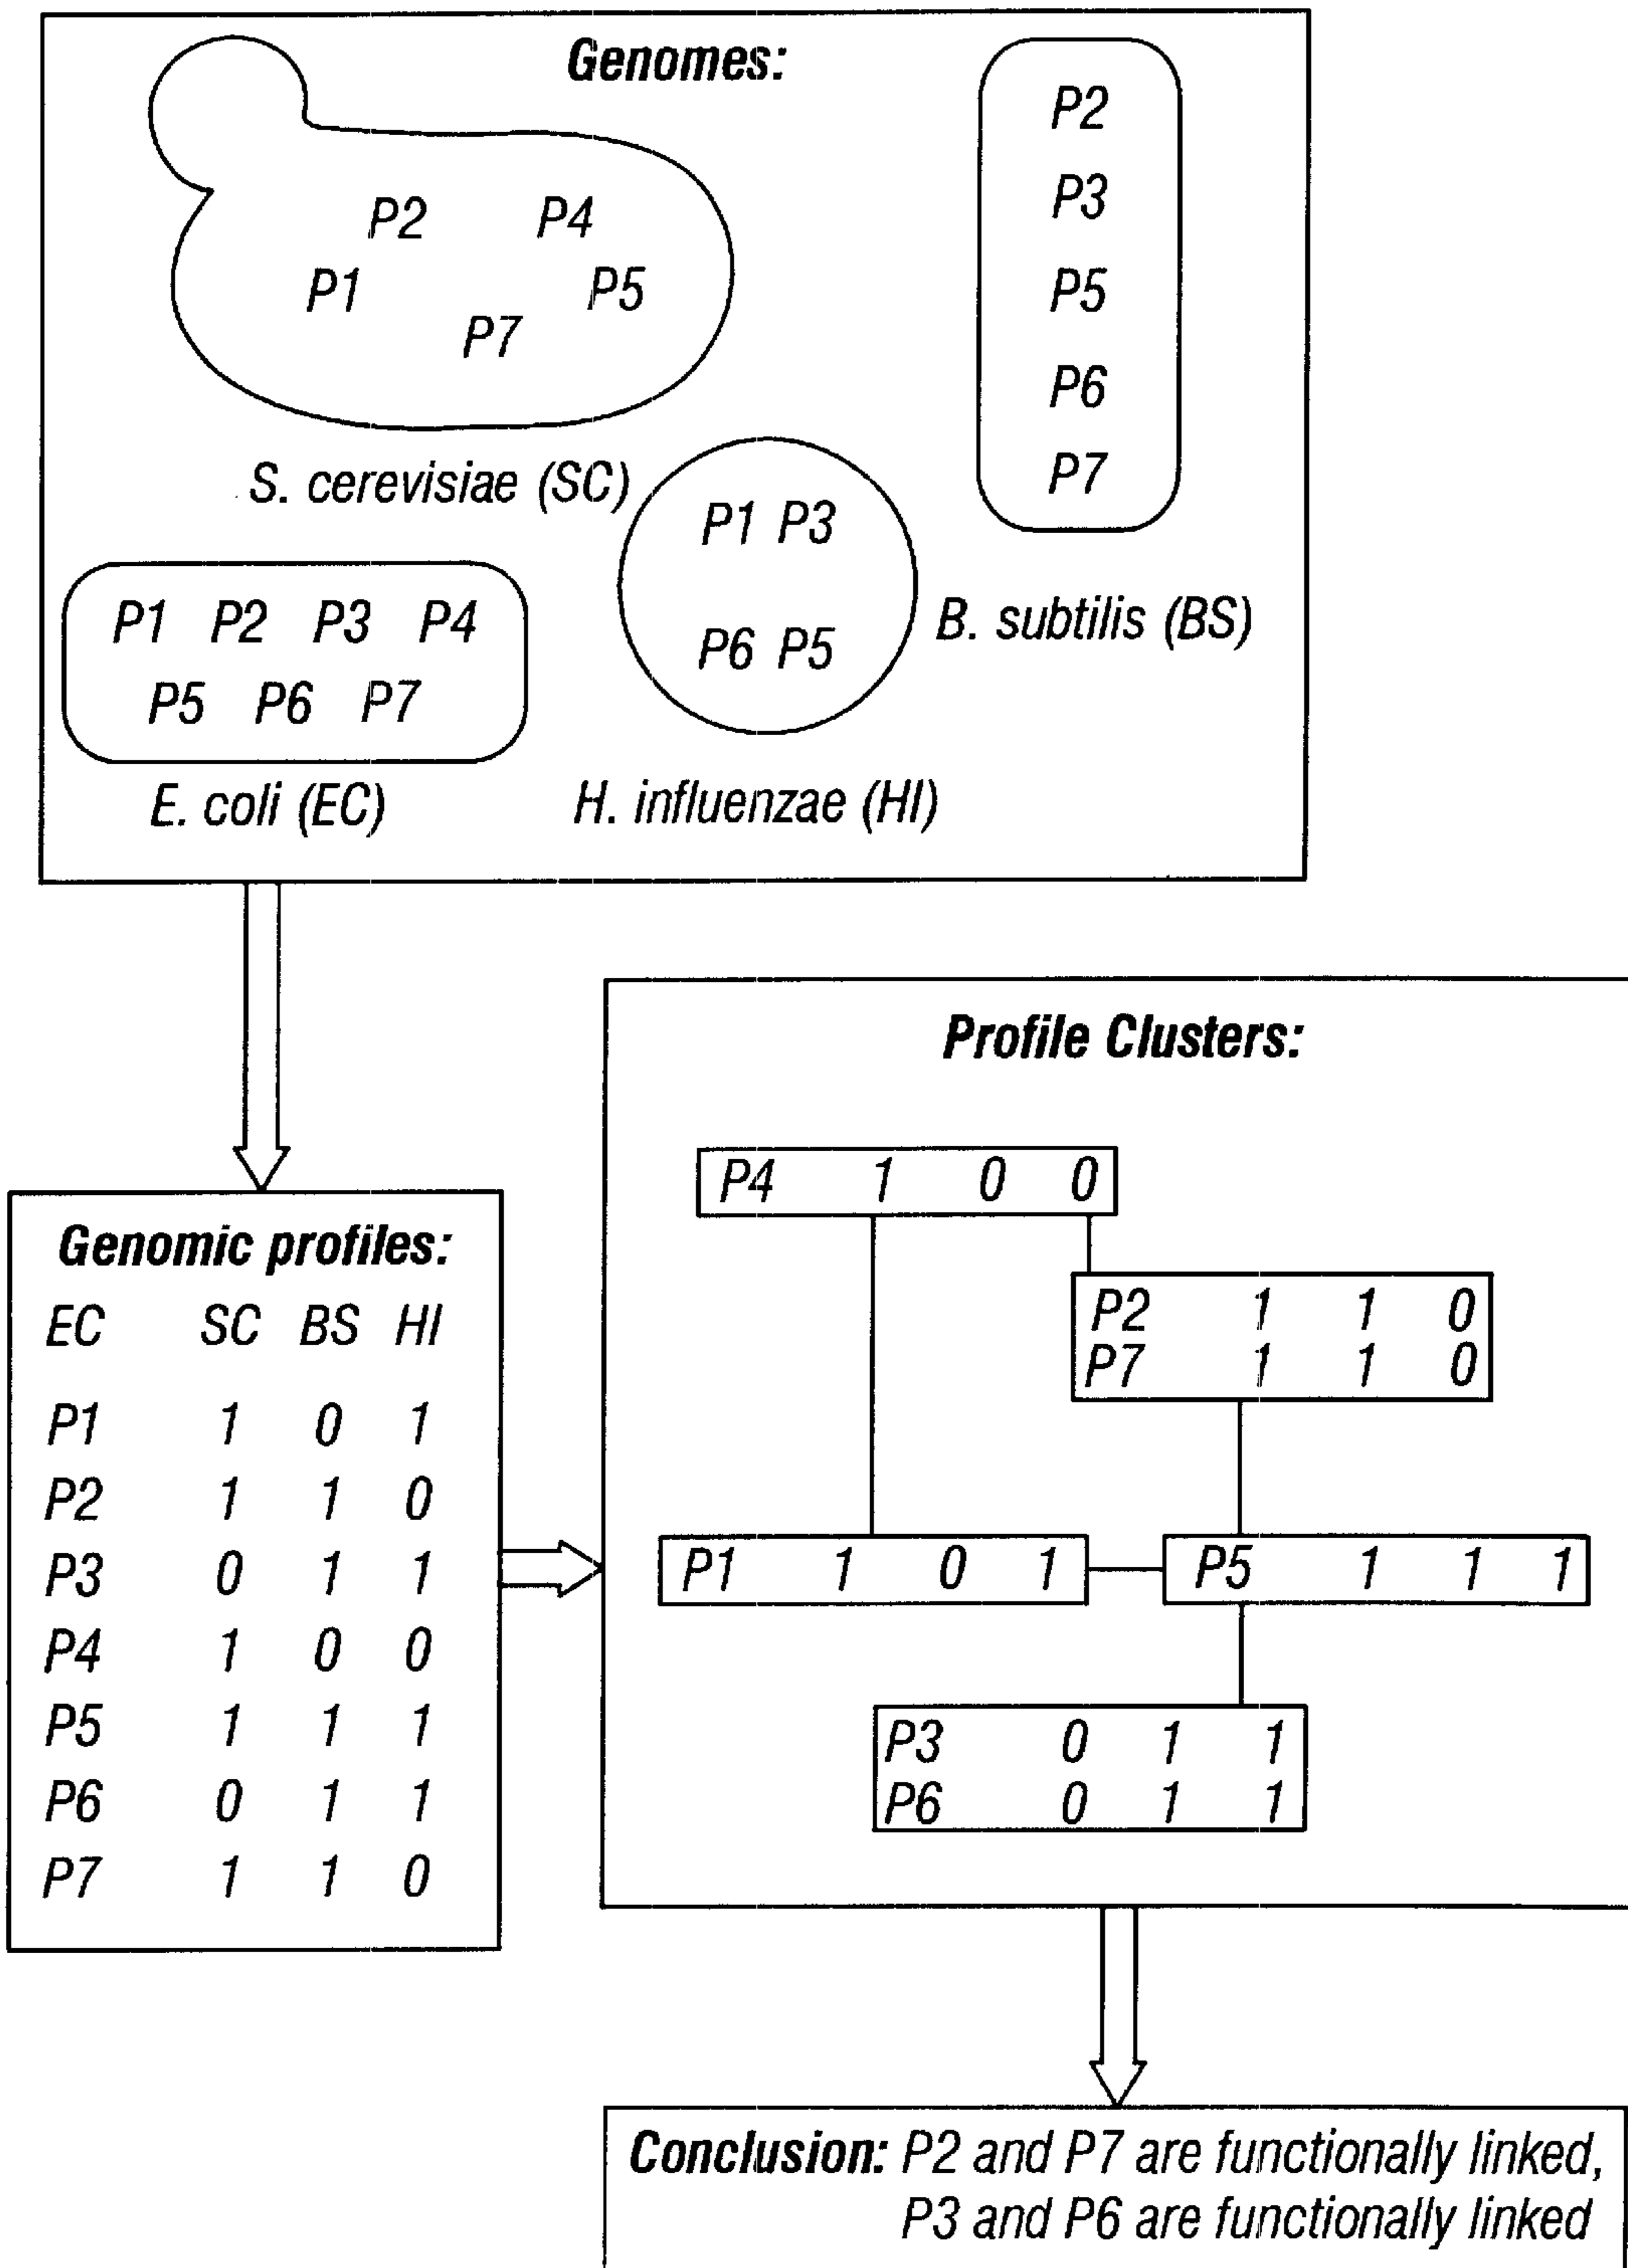 Genomes:
P2 P4
P1 P5
P7
S. cerevisiae (SC)
P2
P3
P5
P6
P7
B. subtilis (BS)
P1 P3
P6 P5
H. influenzae (HI)
P1 P2 P3 P4
P5 P6 P7
E. coli (EC)
Genomic profiles:
EC SC BS HI
P1 1 0 1
P2 1 1 0
P3 0 1 1
P4 1 0 0
P5 1 1 1
P6 0 1 1
P7 1 1 0
Profile Clusters:
P4 1 0 0
P2 1 1 0
P7 1 1 0
P1 1 0 1
P5 1 1 1
P3 0 1 1
P6 0 1 1
Conclusion: P2 and P7 are functionally linked,
P3 and P6 are functionally linked